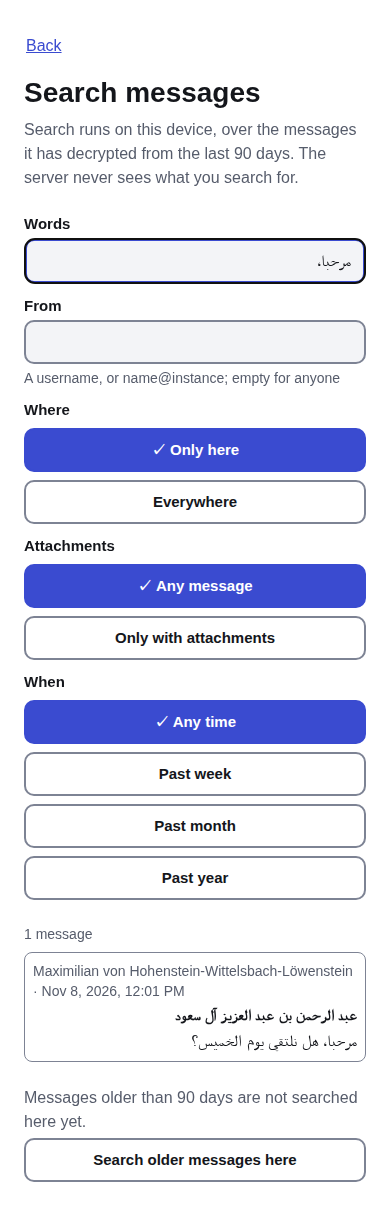 Back
Search messages
Search runs on this device, over the messages
it has decrypted from the last 90 days. The
server never sees what you search for.
Words
مرحبا،
From
A username, or name@instance; empty for anyone
Where
✓ Only here
Everywhere
Attachments
✓ Any message
Only with attachments
When
✓ Any time
Past week
Past month
Past year
1 message
Maximilian von Hohenstein-Wittelsbach-Löwenstein
· Nov 8, 2026, 12:01 PM
عبد الرحمن بن عبد العزيز آل سعود
مرحبا، هل نلتقي يوم الخميس؟
Messages older than 90 days are not searched
here yet.
Search older messages here